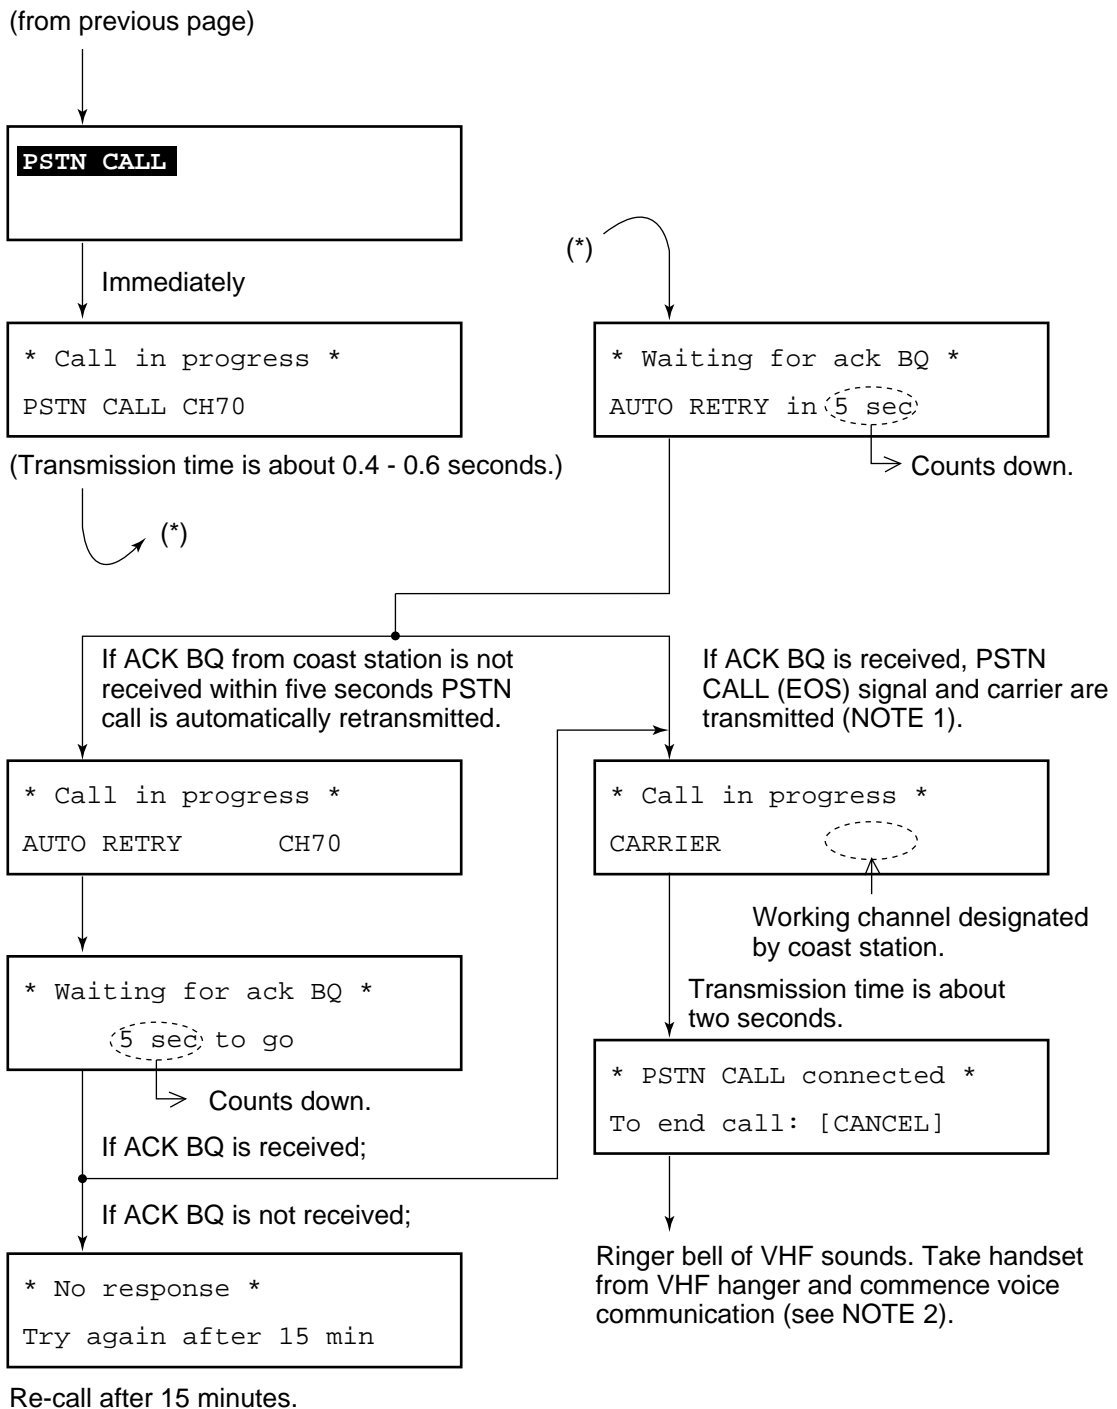 (from previous page)
PSTN CALL
Immediately
* Call in progress *
PSTN CALL CH70
(Transmission time is about 0.4 - 0.6 seconds.)
(*)
(*)
* Waiting for ack BQ *
AUTO RETRY in 5 sec
Counts down.
If ACK BQ from coast station is not
received within five seconds PSTN
call is automatically retransmitted.
* Call in progress *
AUTO RETRY CH70
* Waiting for ack BQ *
5 sec to go
Counts down.
If ACK BQ is received;
If ACK BQ is not received;
* No response *
Try again after 15 min
Re-call after 15 minutes.
If ACK BQ is received, PSTN
CALL (EOS) signal and carrier are
transmitted (NOTE 1).
* Call in progress *
CARRIER
Working channel designated
by coast station.
Transmission time is about
two seconds.
* PSTN CALL connected *
To end call: [CANCEL]
Ringer bell of VHF sounds. Take handset
from VHF hanger and commence voice
communication (see NOTE 2).